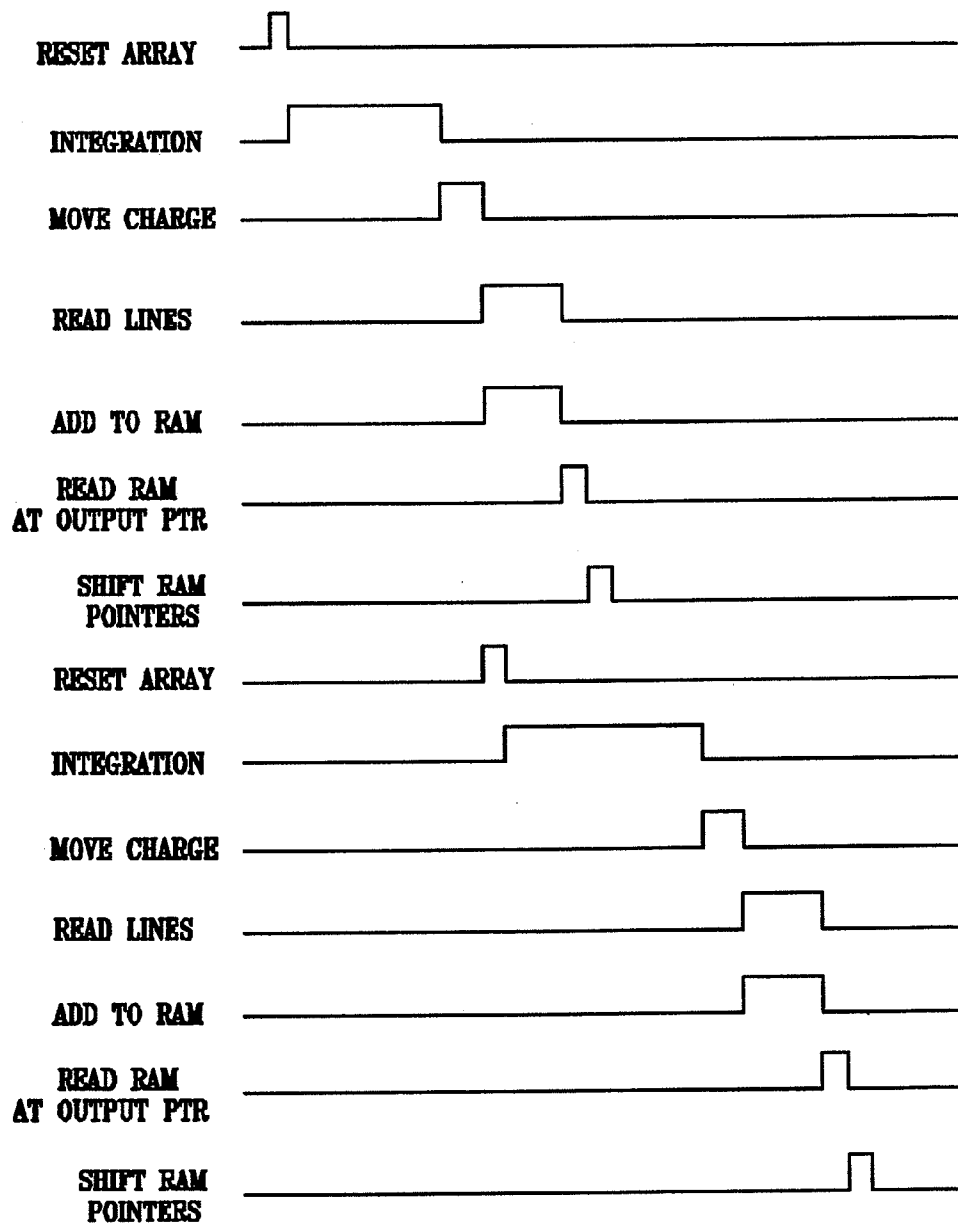 RESET ARRAY
INTEGRATION
MOVE CHARGE
READ LINES
ADD TO RAM
READ RAM
AT OUTPUT PTR
SHIFT RAM
POINTERS
RESET ARRAY
INTEGRATION
MOVE CHARGE
READ LINES
ADD TO RAM
READ RAM
AT OUTPUT PTR
SHIFT RAM
POINTERS